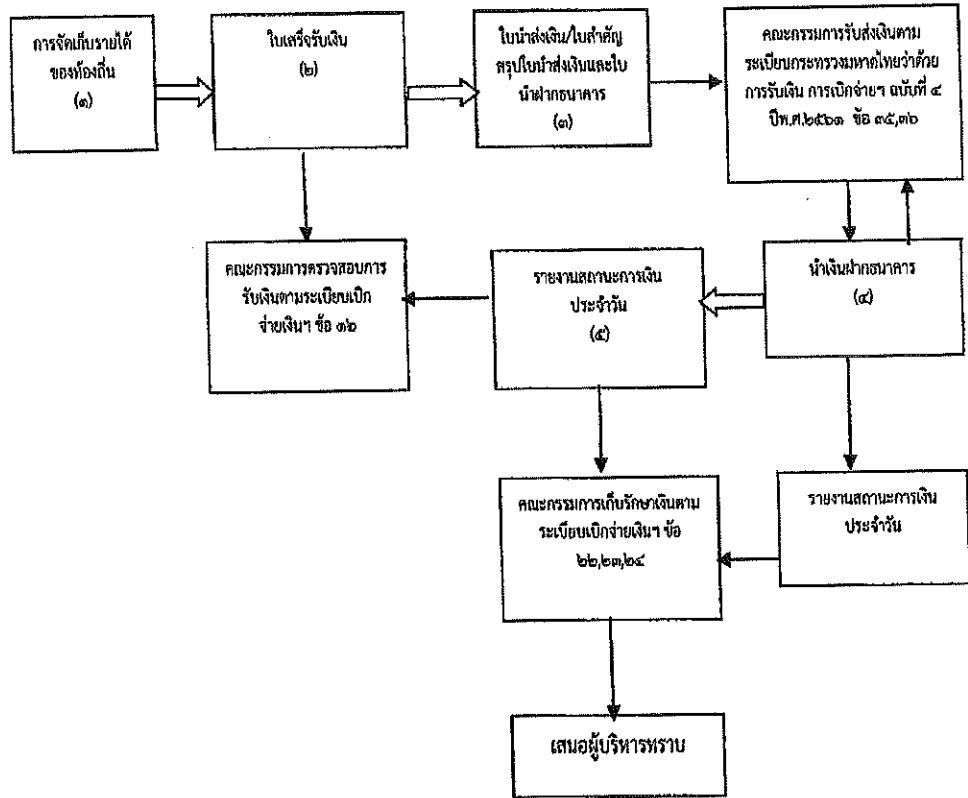 การจัดเก็บรายได้
ของท้องถิ่น
(๑)
ใบเสร็จรับเงิน
(๒)
ใบนำส่งเงิน/ใบสำคัญ
สรุปใบนำส่งเงินและใบ
นำฝากธนาคาร
(๓)
คณะกรรมการรับส่งเงินตาม
ระเบียบกระทรวงมหาดไทยว่าด้วย
การรับเงิน การเบิกจ่ายฯ ฉบับที่ ๔
ปีพ.ศ.๒๕๖๑ ข้อ ๓๕,๓๖
คณะกรรมการตรวจสอบการ
รับเงินตามระเบียบเบิก
จ่ายเงินฯ ข้อ ๑๒
รายงานสถานะการเงิน
ประจำวัน
(๕)
นำเงินฝากธนาคาร
(๔)
คณะกรรมการเก็บรักษาเงินตาม
ระเบียบเบิกจ่ายเงินฯ ข้อ
๒๒,๒๓,๒๔
รายงานสถานะการเงิน
ประจำวัน
เสนอผู้บริหารทราบ